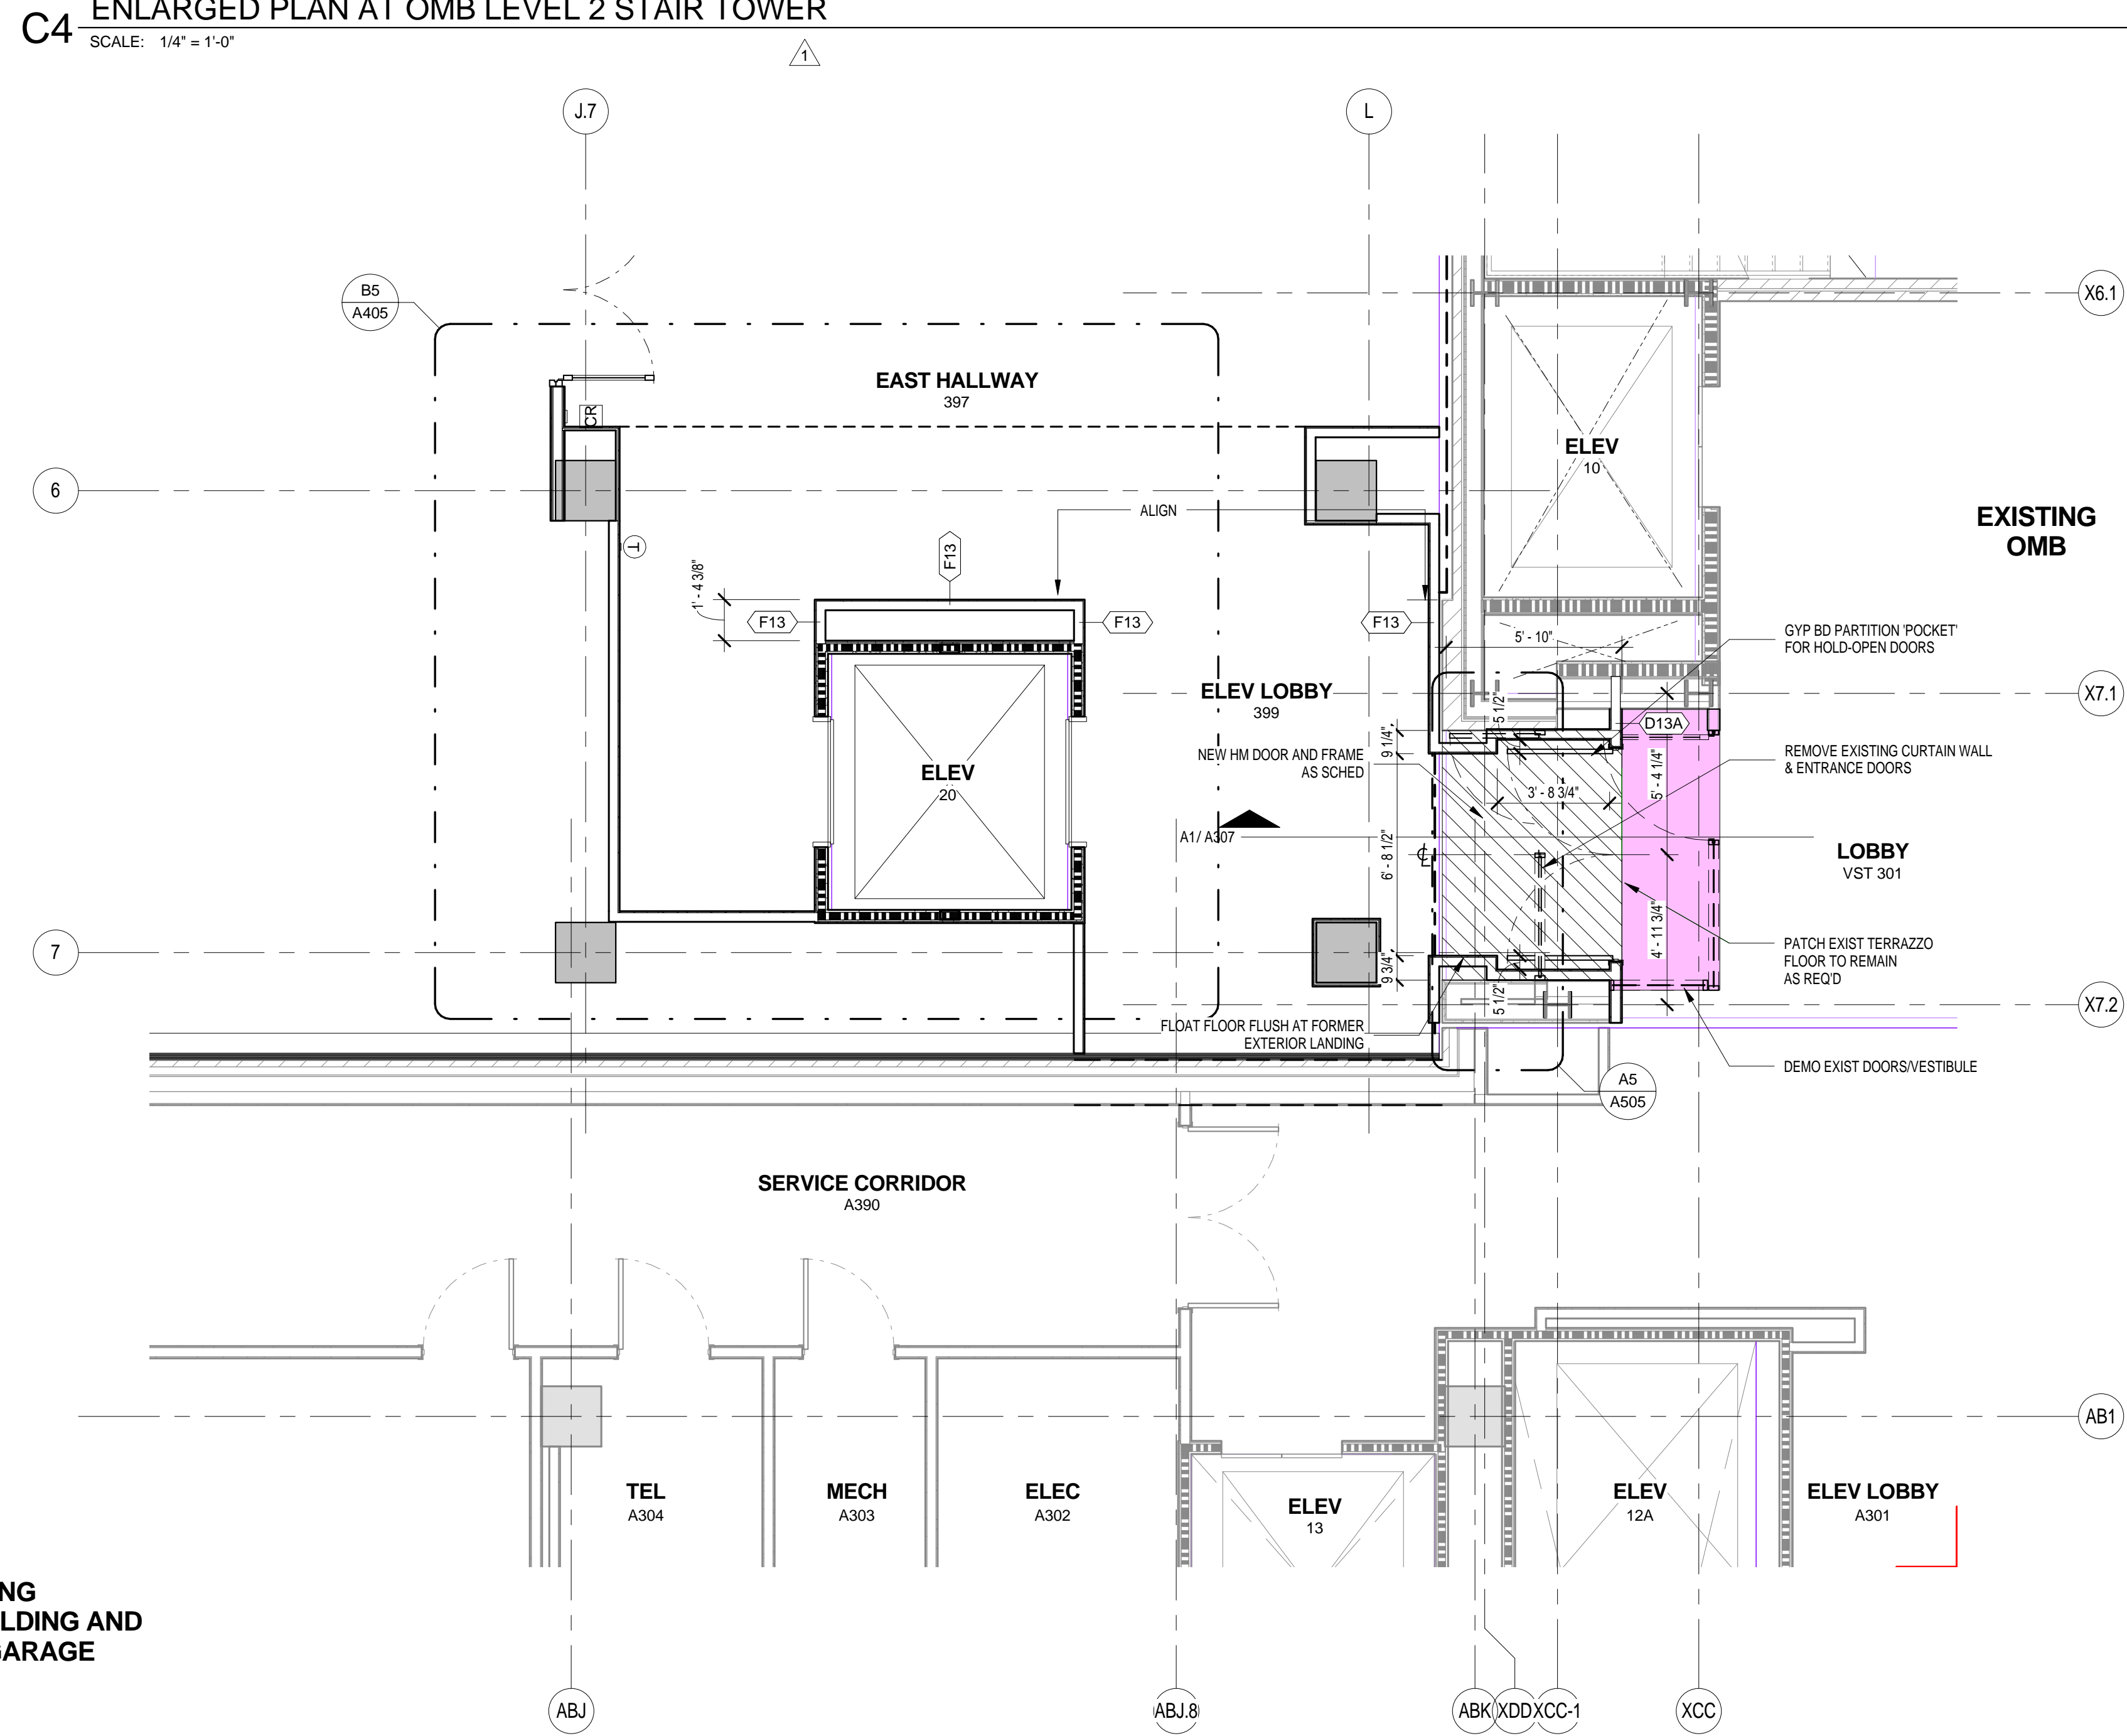 C4
ENLARGED PLAN AT OMB LEVEL 2 STAIR TOWER
SCALE: 1/4" = 1'-0"
1
J.7
L
B5
A405
X6.1
EAST HALLWAY
397
CR
ELEV
10
6
ALIGN
EXISTING
OMB
T
F13
1' - 4 3/8"
F13
F13
F13
5' - 10"
GYP BD PARTITION 'POCKET'
FOR HOLD-OPEN DOORS
ELEV LOBBY
399
X7.1
5 1/2"
D13A
9 1/4"
NEW HM DOOR AND FRAME
AS SCHED
REMOVE EXISTING CURTAIN WALL
& ENTRANCE DOORS
ELEV
20
5' - 4 1/4"
3' - 8 3/4"
A1/ A307
6' - 8 1/2"
LOBBY
VST 301
4' - 11 3/4"
PATCH EXIST TERRAZZO
FLOOR TO REMAIN
AS REQ'D
7
9 3/4"
5 1/2"
X7.2
FLOAT FLOOR FLUSH AT FORMER
EXTERIOR LANDING
DEMO EXIST DOORS/VESTIBULE
A5
A505
SERVICE CORRIDOR
A390
AB1
TEL
A304
MECH
A303
ELEC
A302
ELEV
13
ELEV
12A
ELEV LOBBY
A301
NG
LDING AND
GARAGE
ABJ
ABJ.8
ABK
XDD
XCC-1
XCC